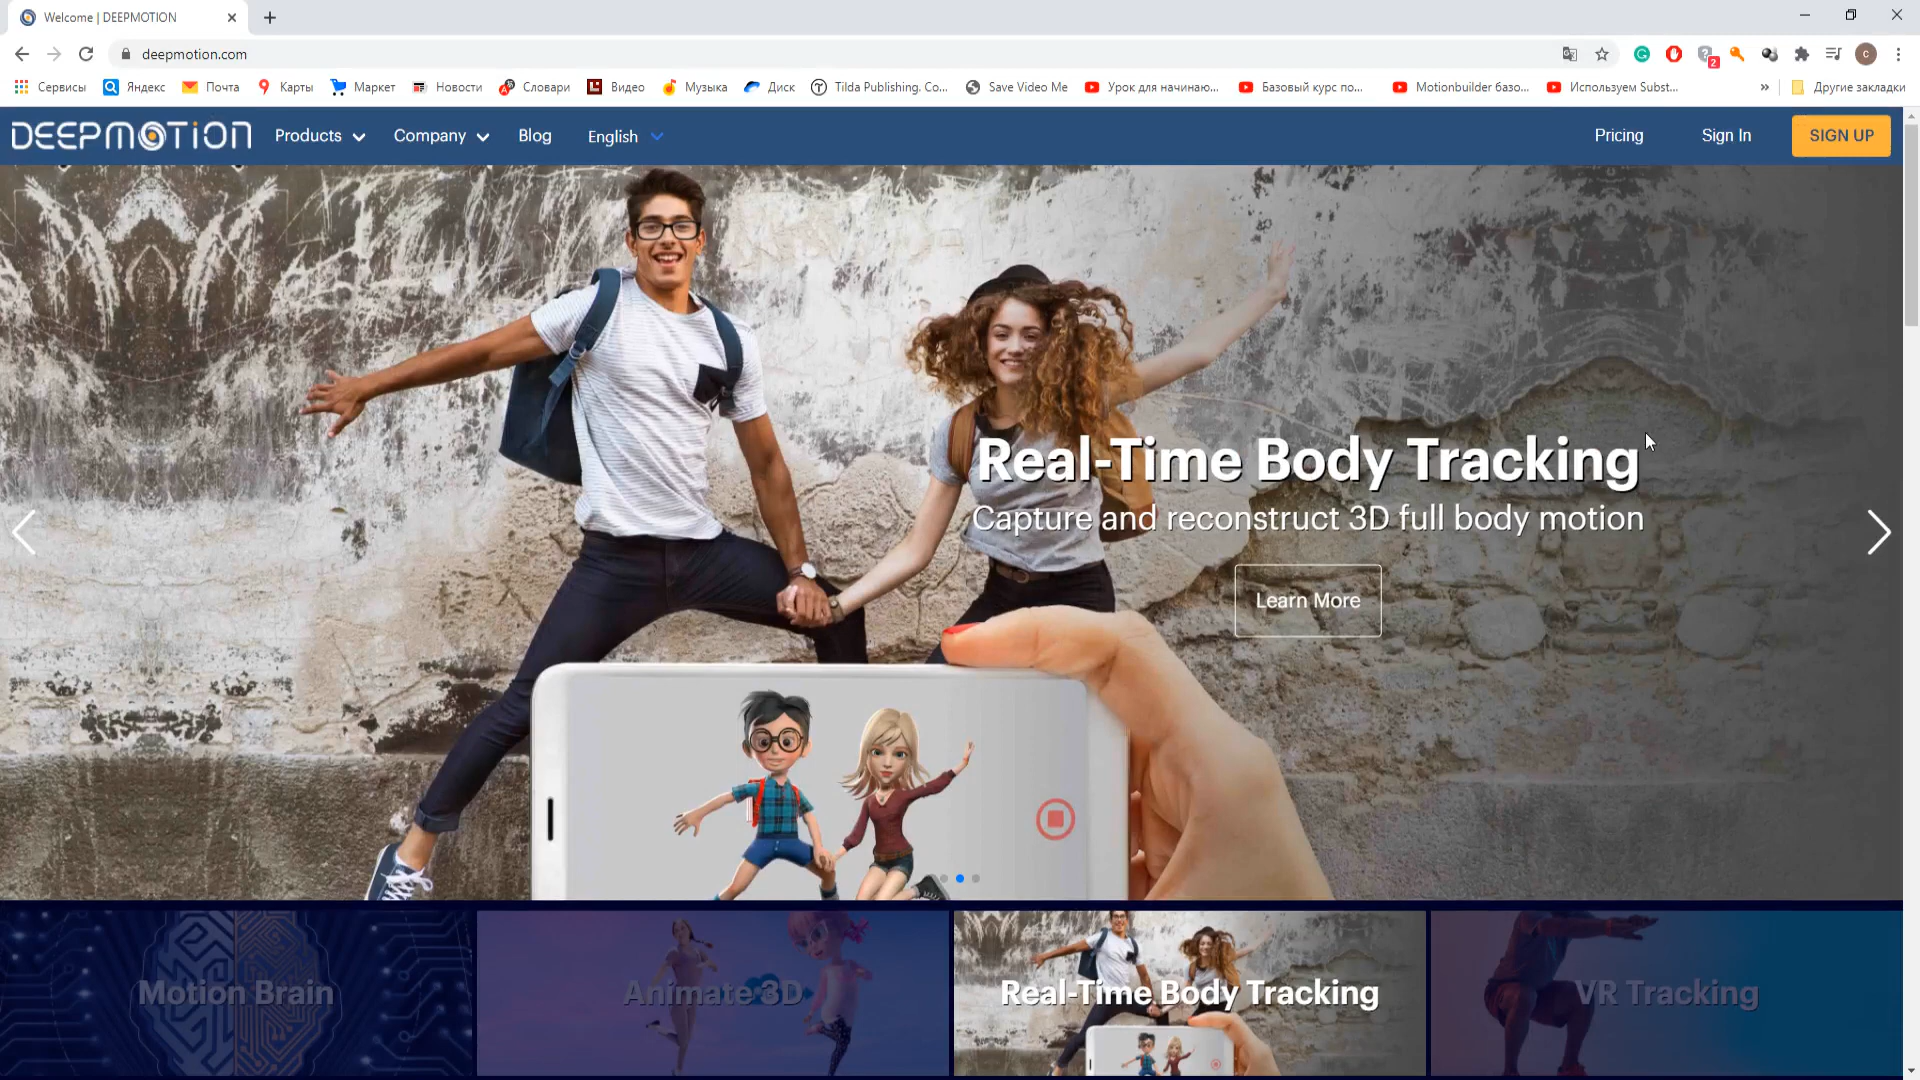 Welcome | DEEPMOTION
deepmotion.com
2
c
Сервисы Яндекс Почта Карты Маркет Новости Словари Видео Музыка Диск Tilda Publishing. Co... Save Video Me Урок для начинаю... Базовый курс по... Motionbuilder базо... Используем Subst... » Другие закладки
DEEPMOTION Products Company Blog English Pricing Sign In SIGN UP
Real-Time Body Tracking
Capture and reconstruct 3D full body motion
Learn More
Motion Brain Animate 3D Real-Time Body Tracking VR Tracking